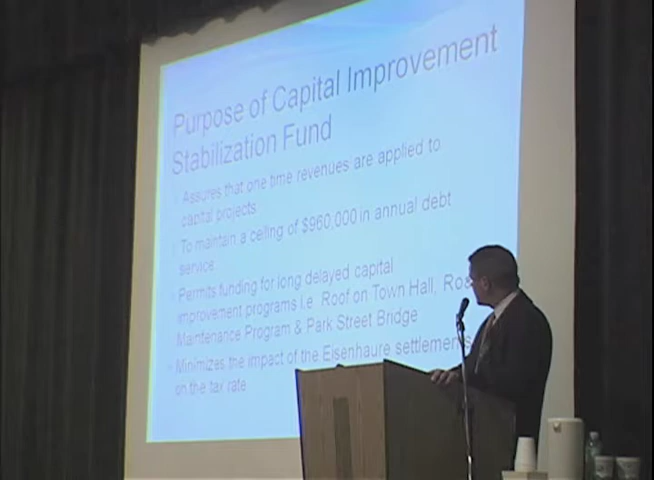 Purpose of Capital Improvement
Stabilization Fund
Assures that one time revenues are applied to
capital projects
To maintain a ceiling of $960,000 in annual debt
service
Permits funding for long delayed capital
improvement programs i.e Roof on Town Hall,
Maintenance Program & Park Street Bridge
Minimizes the impact of the Eisenhaure settlements
on the tax rate